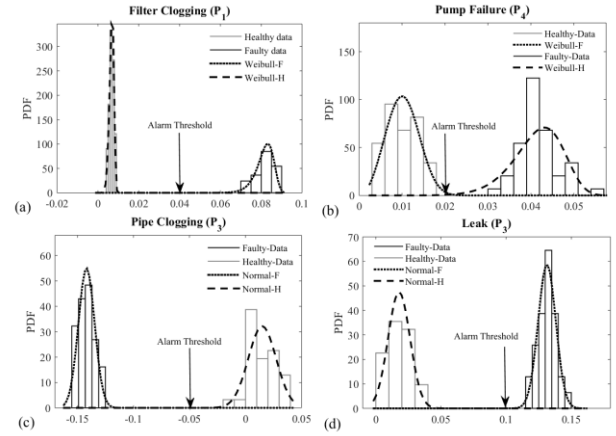 Filter Clogging (P1)
350
300
250
200
150
100
50
0
PDF
Healthy data
Faulty data
Weibull-F
Weibull-H
Alarm Threshold
(a)
-0.02 0 0.02 0.04 0.06 0.08 0.1
Pump Failure (P4)
150
100
50
0
PDF
Healthy-Data
Weibull-F
Faulty-Data
Weibull-H
Alarm Threshold
(b)
0 0.01 0.02 0.03 0.04 0.05
Pipe Clogging (P3)
70
60
50
40
30
20
10
0
PDF
Faulty-Data
Healthy-Data
Normal-F
Normal-H
Alarm Threshold
(c)
-0.15 -0.1 -0.05 0 0.05
Leak (P3)
70
60
50
40
30
20
10
0
PDF
Faulty-Data
Healthy-Data
Normal-F
Normal-H
Alarm Threshold
(d)
0 0.05 0.1 0.15